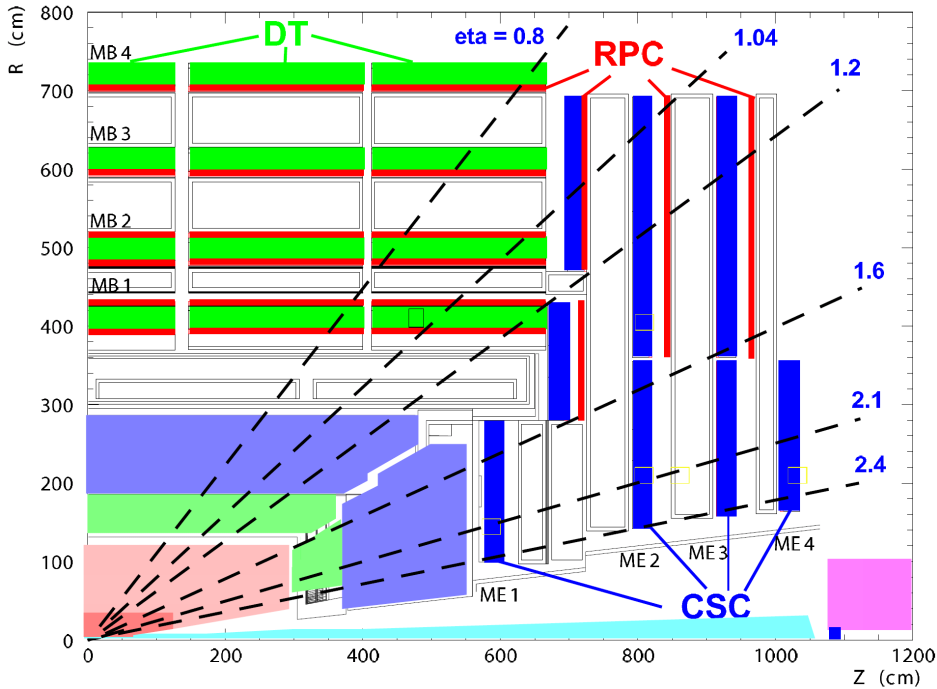 R (cm)
800
700
600
500
400
300
200
100
0
MB 4
MB 3
MB 2
MB 1
DT
eta = 0.8
RPC
1.04
1.2
1.6
2.1
2.4
ME 1
ME 2
ME 3
ME 4
CSC
0
200
400
600
800
1000
1200
Z (cm)